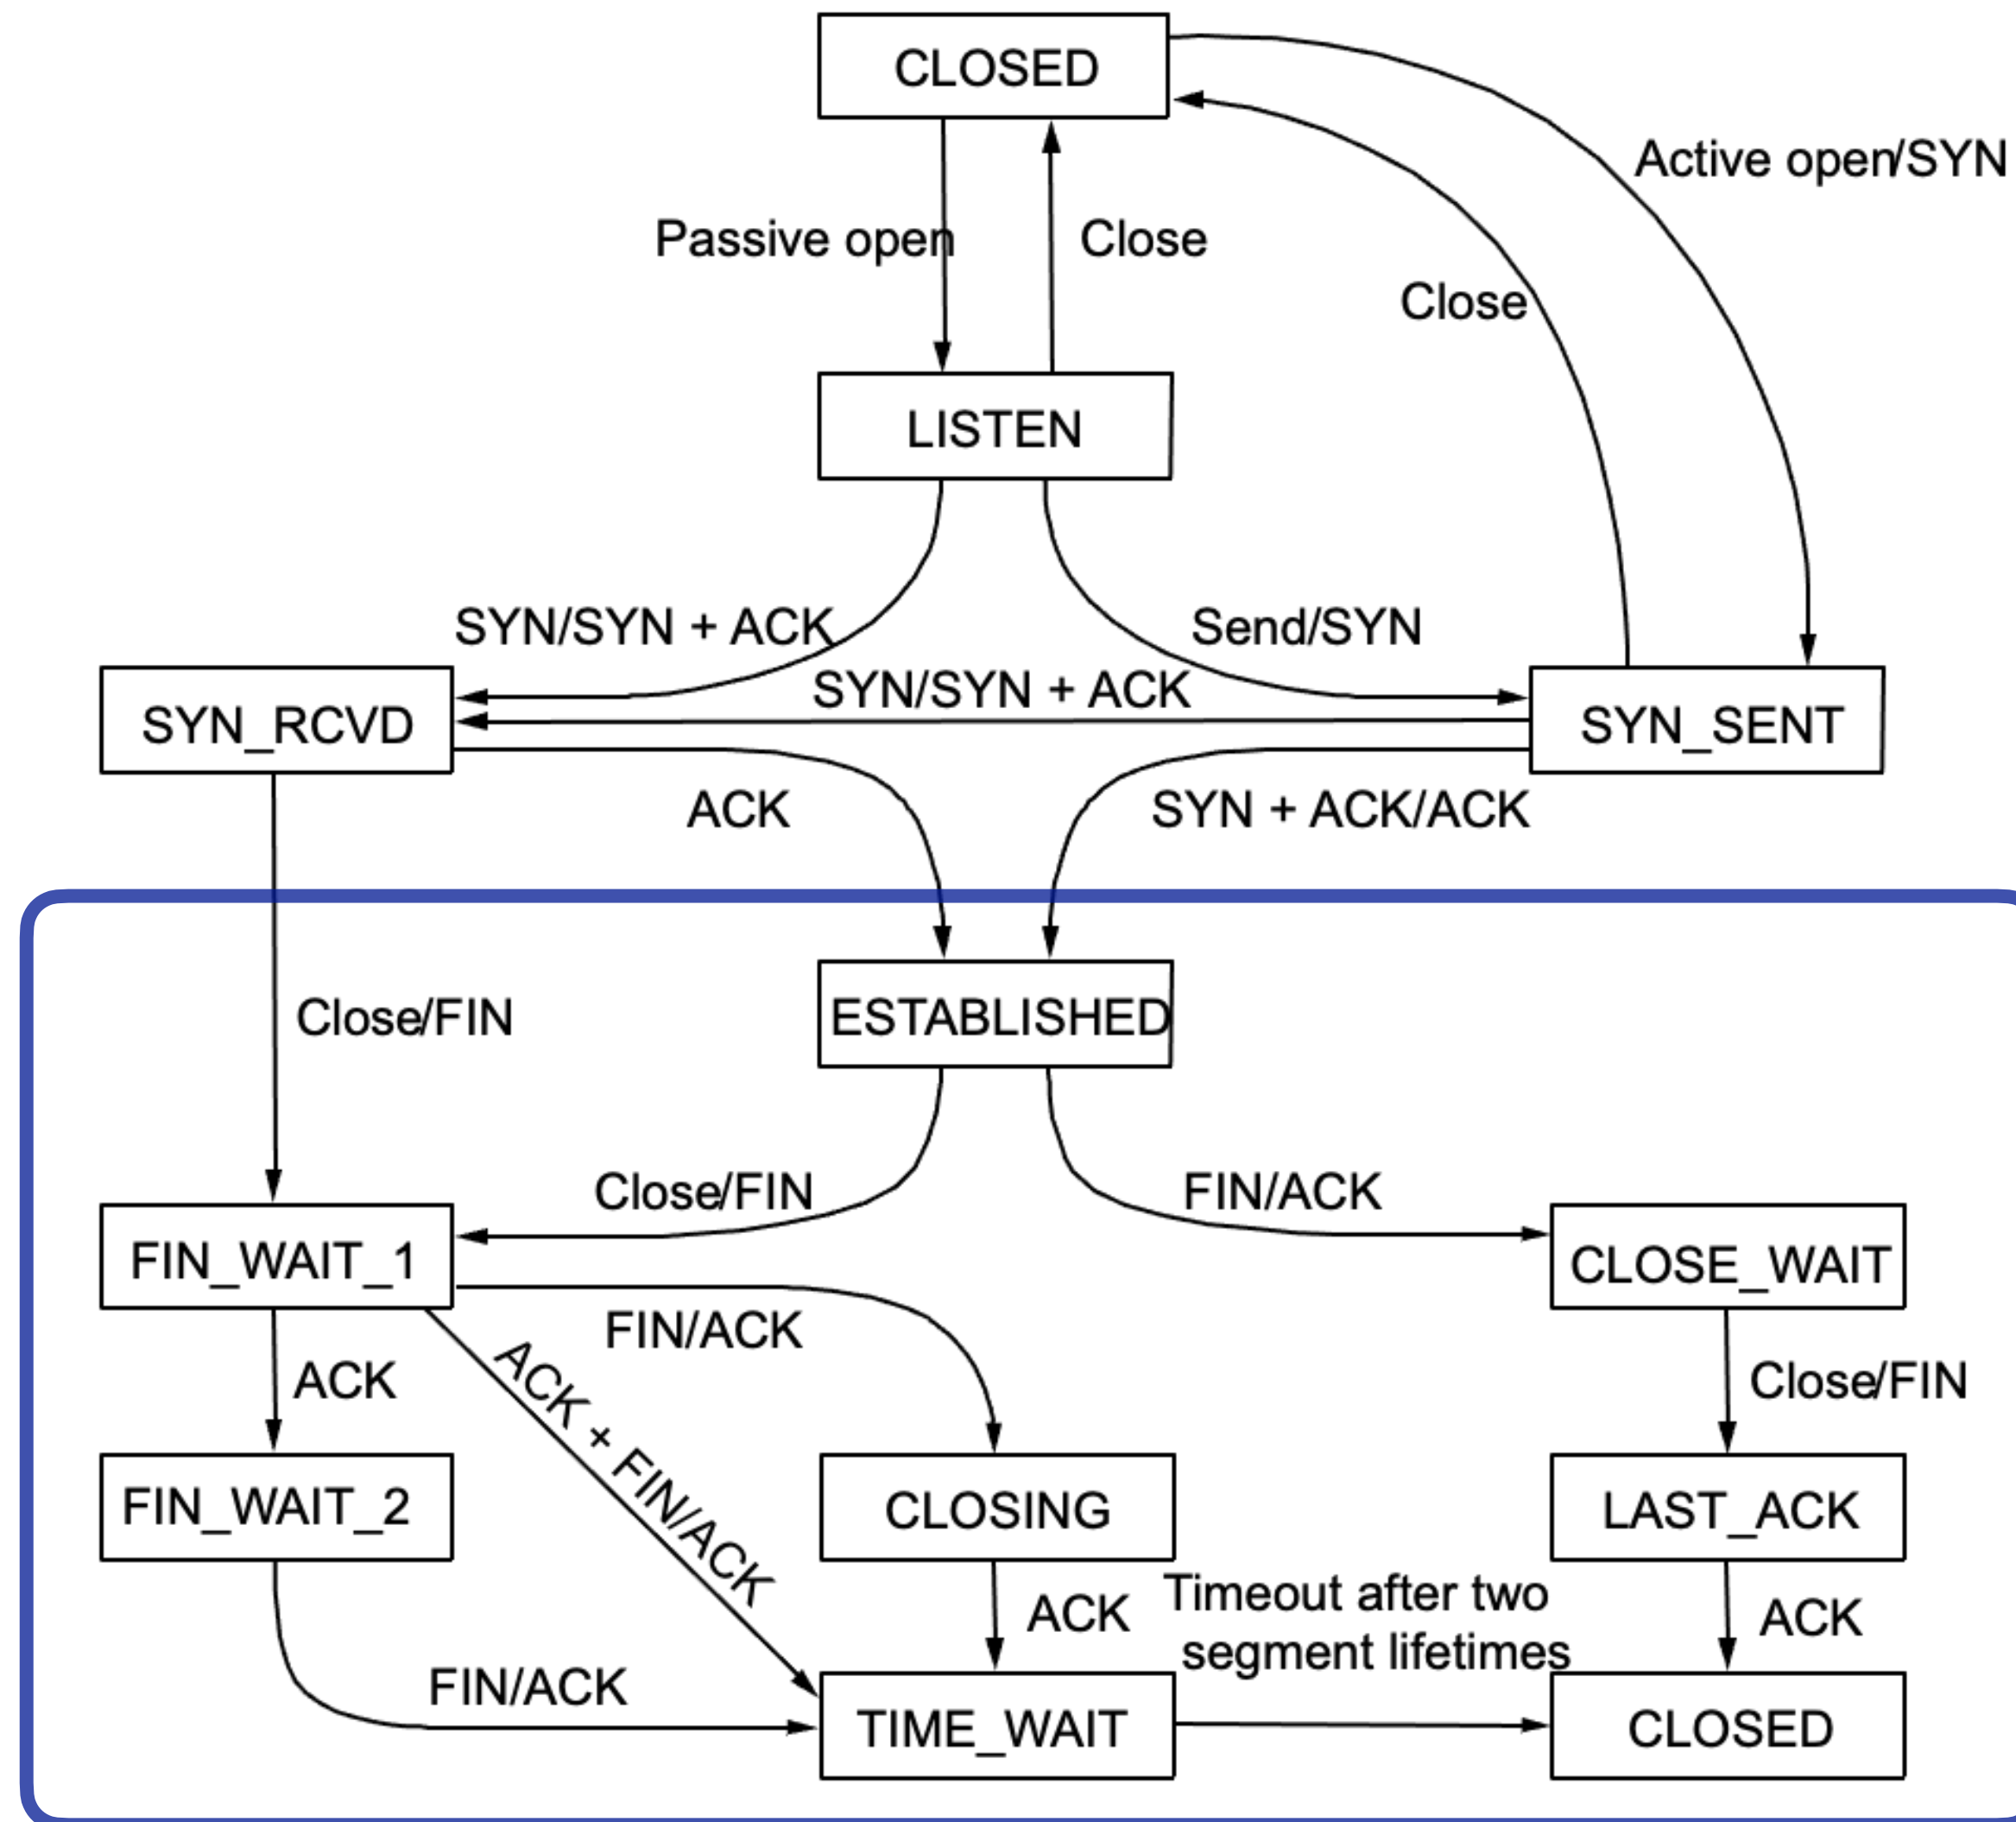 CLOSED
Active open/SYN
Passive open
Close
Close
LISTEN
SYN/SYN + ACK
Send/SYN
SYN/SYN + ACK
SYN_RCVD
SYN_SENT
ACK
SYN + ACK/ACK
Close/FIN
ESTABLISHED
Close/FIN
FIN/ACK
FIN_WAIT_1
CLOSE_WAIT
FIN/ACK
ACK
ACK + FIN/ACK
Close/FIN
FIN_WAIT_2
CLOSING
LAST_ACK
ACK
Timeout after two
segment lifetimes
ACK
FIN/ACK
TIME_WAIT
CLOSED